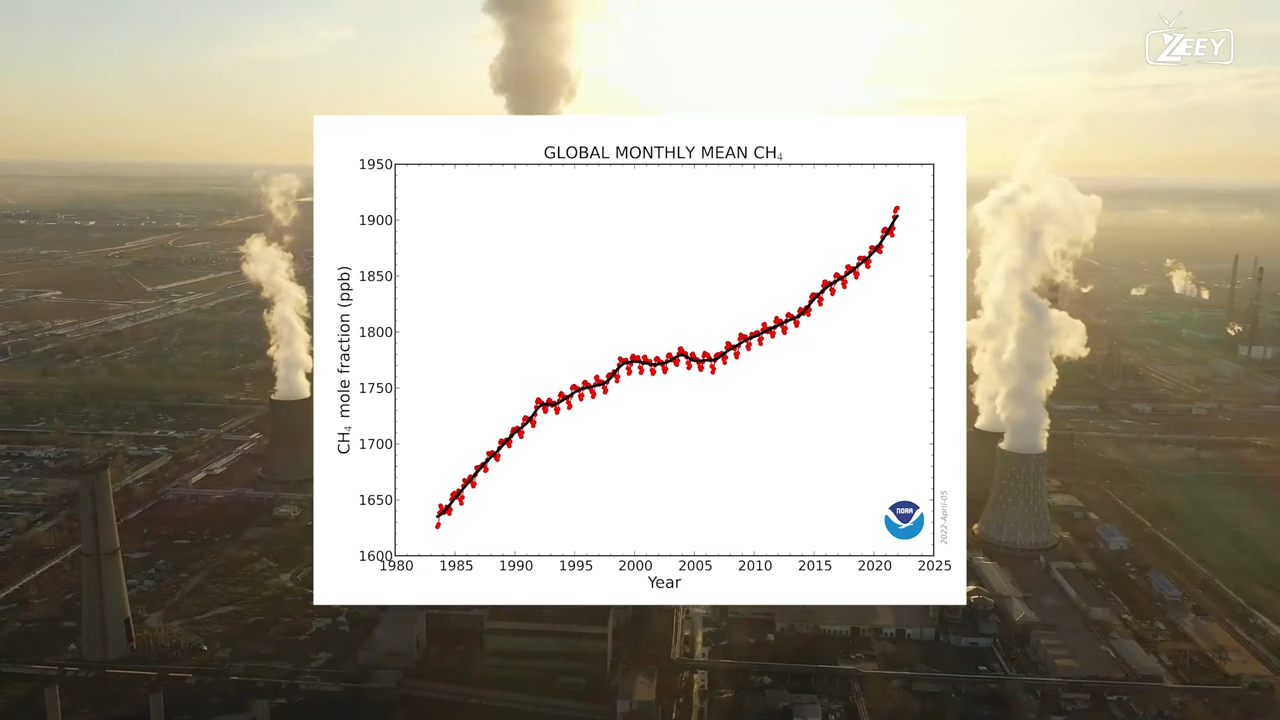 ZEEY
GLOBAL MONTHLY MEAN CH₄
1950
1900
1850
1800
1750
1700
1650
1600
CH₄ mole fraction (ppb)
1980 1985 1990 1995 2000 2005 2010 2015 2020 2025
Year
NOAA
2022-April-05